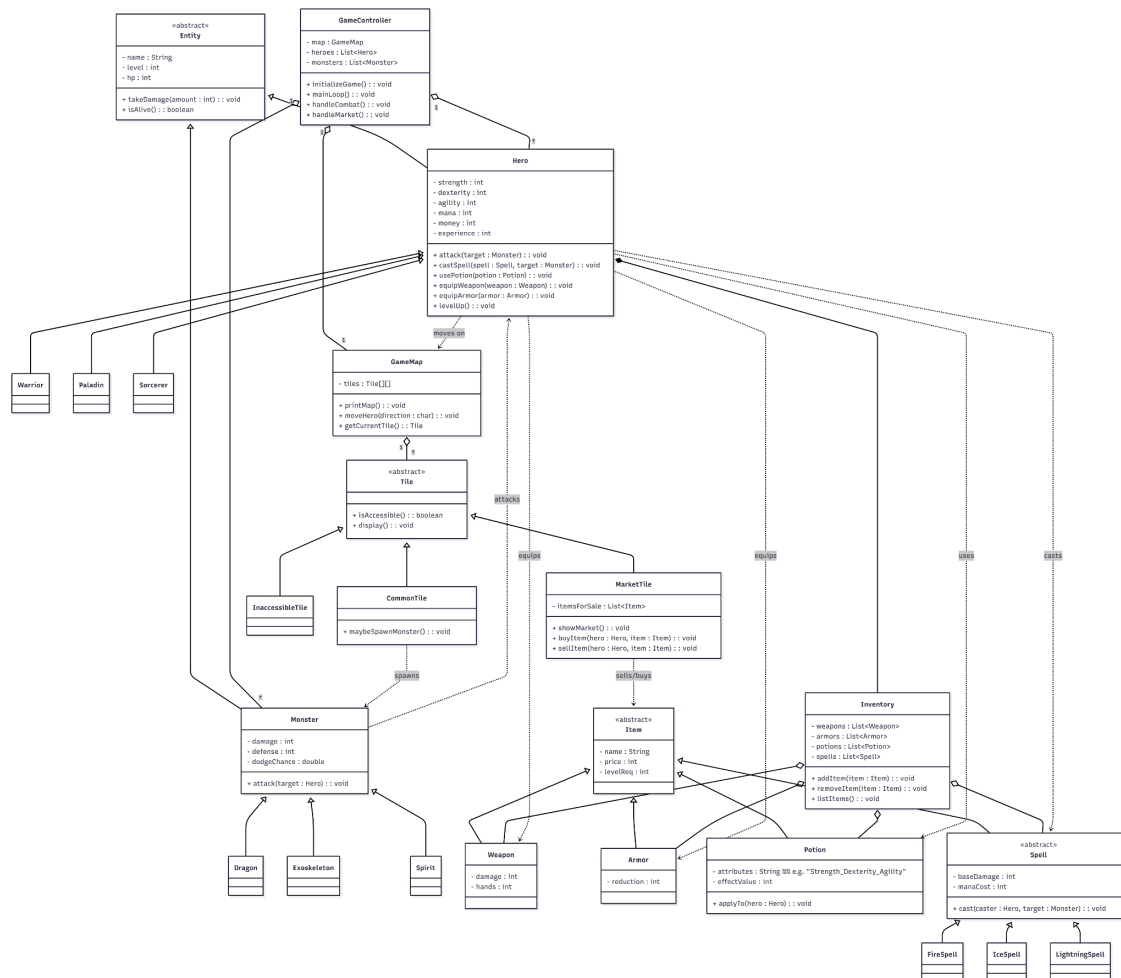 «abstract»
Entity
- name : String
- level : int
- hp : int
+ takeDamage(amount : int) : : void
+ isAlive() : : boolean
GameController
- map : GameMap
- heroes : List<Hero>
- monsters : List<Monster>
+ initializeGame() : : void
+ mainLoop() : : void
+ handleCombat() : : void
+ handleMarket() : : void
1
1
1
*
Hero
- strength : int
- dexterity : int
- agility : int
- mana : int
- money : int
- experience : int
+ attack(target : Monster) : : void
+ castSpell(spell : Spell, target : Monster) : : void
+ usePotion(potion : Potion) : : void
+ equipWeapon(weapon : Weapon) : : void
+ equipArmor(armor : Armor) : : void
+ levelUp() : : void
moves on
1
Warrior
Paladin
Sorcerer
GameMap
- tiles : Tile[][]
+ printMap() : : void
+ moveHero(direction : char) : : void
+ getCurrentTile() : : Tile
1
*
«abstract»
Tile
+ isAccessible() : : boolean
+ display() : : void
attacks
equips
equips
uses
casts
InaccessibleTile
CommonTile
+ maybeSpawnMonster() : : void
MarketTile
- itemsForSale : List<Item>
+ showMarket() : : void
+ buyItem(hero : Hero, item : Item) : : void
+ sellItem(hero : Hero, item : Item) : : void
spawns
sells/buys
*
Monster
- damage : int
- defense : int
- dodgeChance : double
+ attack(target : Hero) : : void
«abstract»
Item
- name : String
- price : int
- levelReq : int
Inventory
- weapons : List<Weapon>
- armors : List<Armor>
- potions : List<Potion>
- spells : List<Spell>
+ addItem(item : Item) : : void
+ removeItem(item : Item) : : void
+ listItems() : : void
Dragon
Exoskeleton
Spirit
Weapon
- damage : int
- hands : int
Armor
- reduction : int
Potion
- attributes : String %% e.g. "Strength_Dexterity_Agility"
- effectValue : int
+ applyTo(hero : Hero) : : void
«abstract»
Spell
- baseDamage : int
- manaCost : int
+ cast(caster : Hero, target : Monster) : : void
FireSpell
IceSpell
LightningSpell